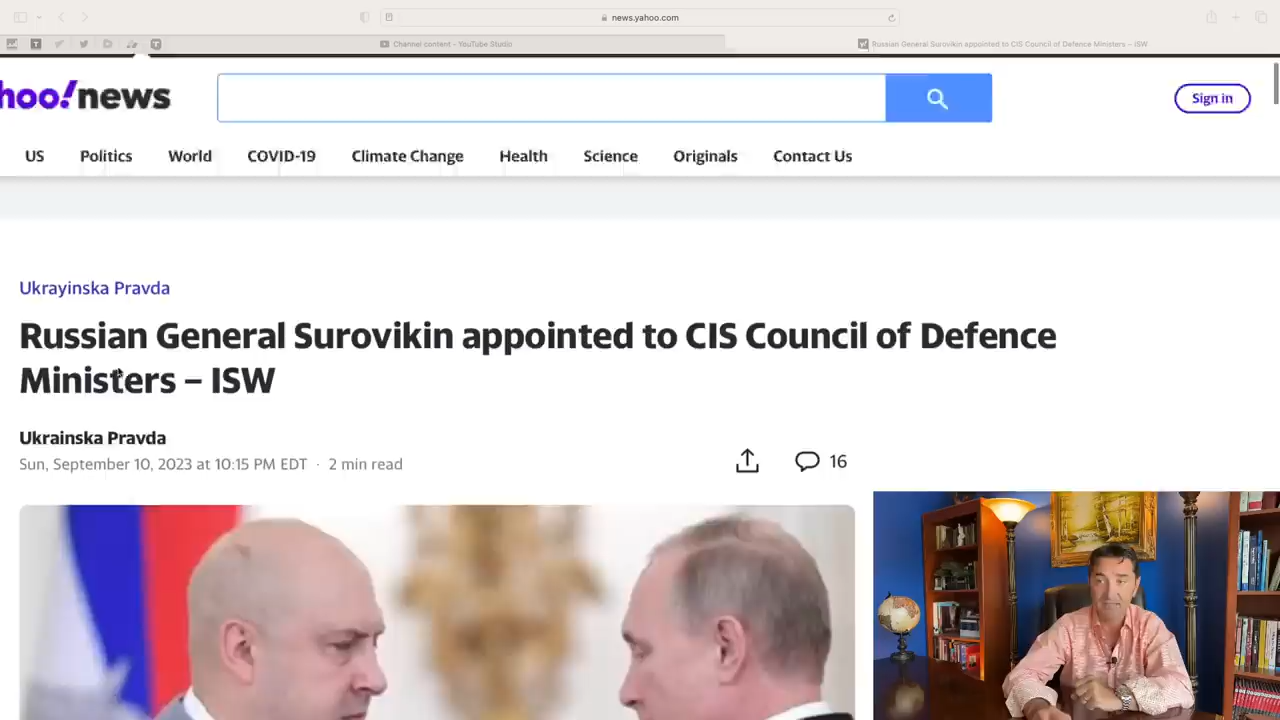 news.yahoo.com
Channel content - YouTube Studio
Russian General Surovikin appointed to CIS Council of Defence Ministers – ISW
hoo!news
Sign in
US Politics World COVID-19 Climate Change Health Science Originals Contact Us
Ukrayinska Pravda
Russian General Surovikin appointed to CIS Council of Defence
Ministers – ISW
Ukrainska Pravda
Sun, September 10, 2023 at 10:15 PM EDT · 2 min read
16